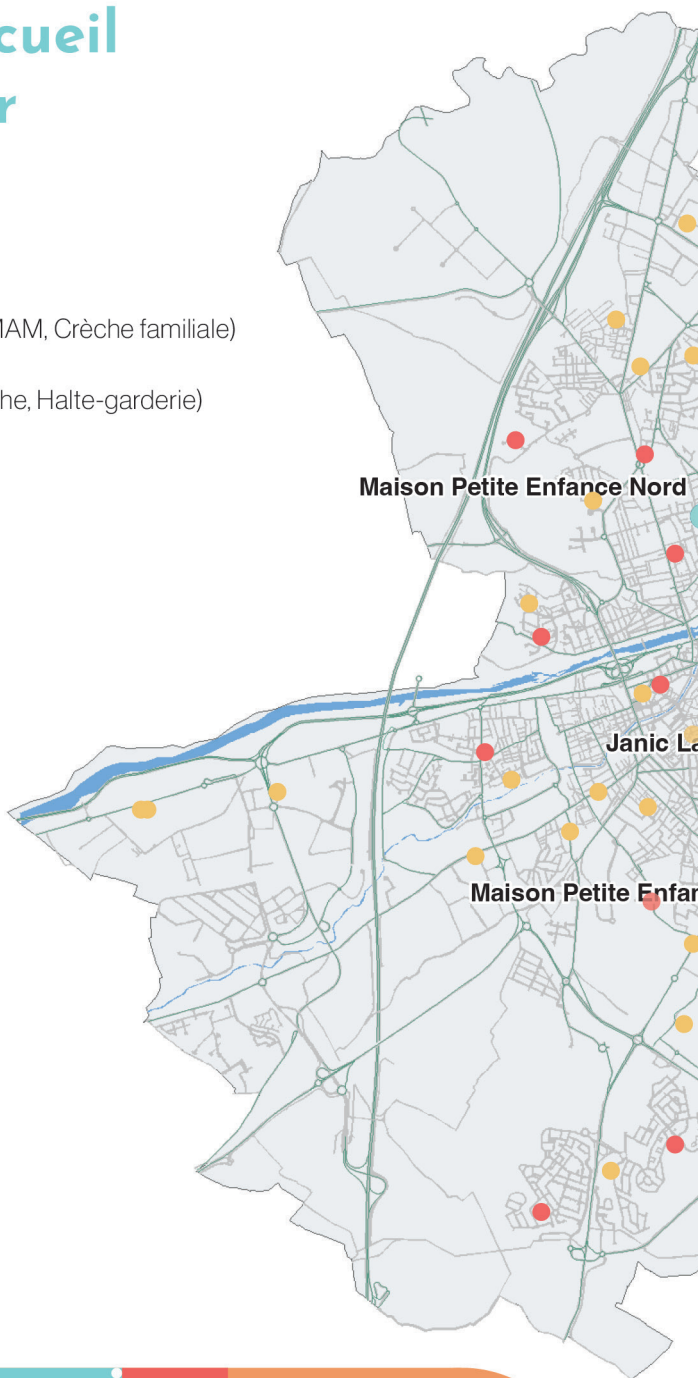 cueil
r
MAM, Crèche familiale)
he, Halte-garderie)
Maison Petite Enfance Nord
Janic La
Maison Petite Enfan